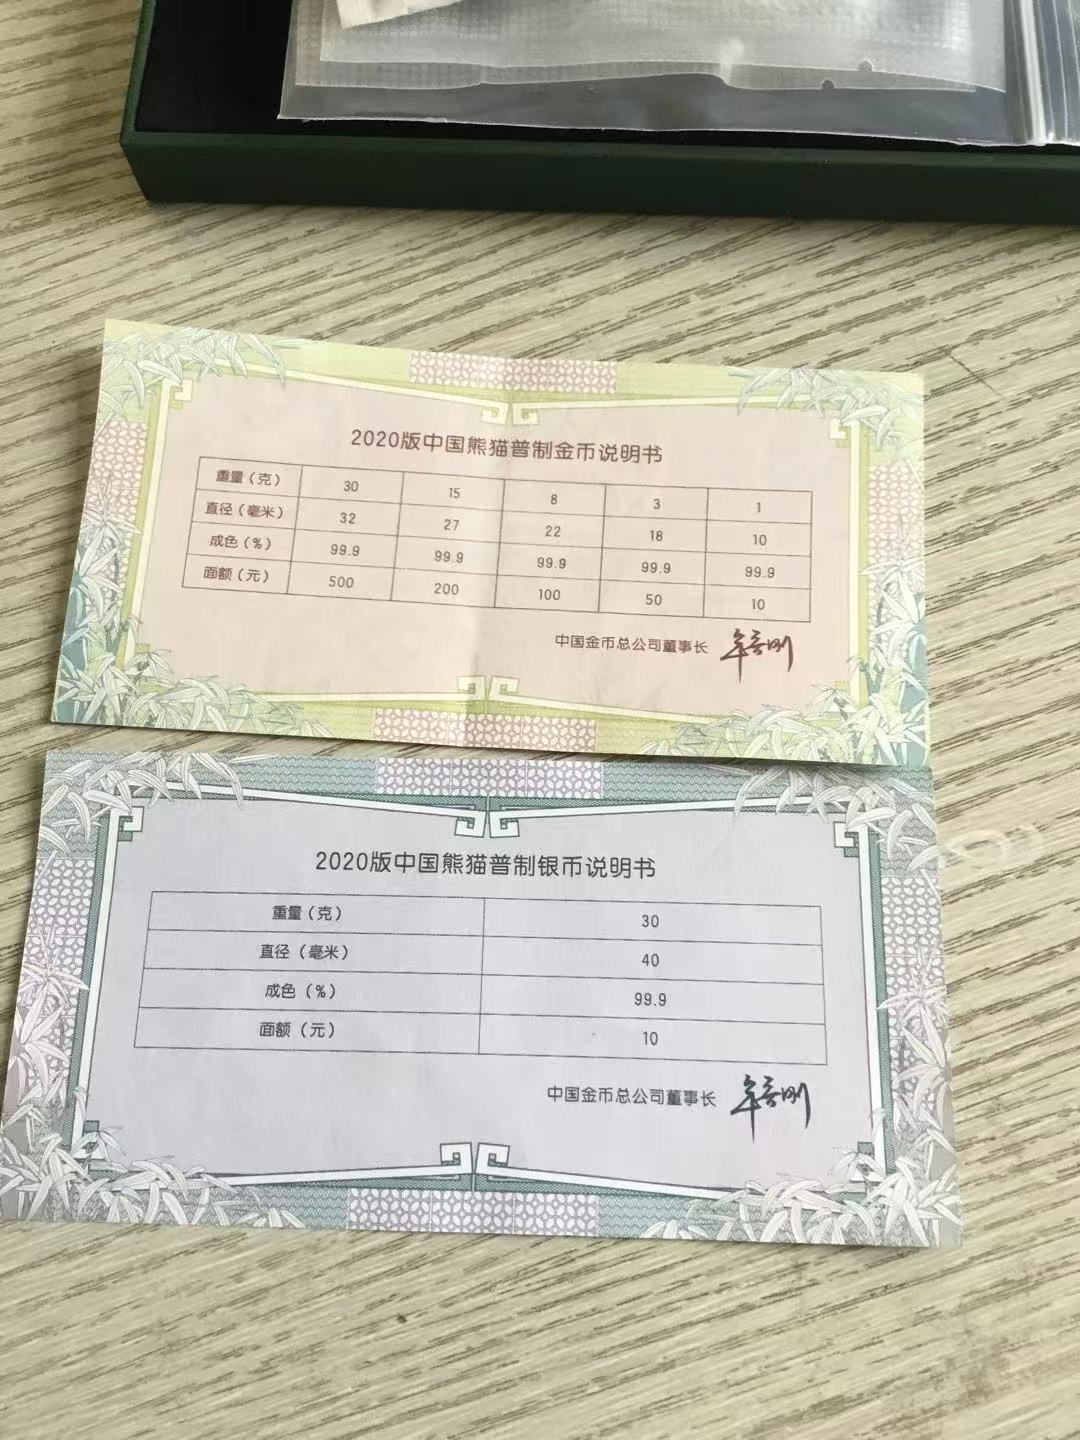 2020版中国熊猫普制金币说明书
重量(克) 30 15 8 3 1
直径(毫米) 32 27 22 18 10
成色(%) 99.9 99.9 99.9 99.9 99.9
面额(元) 500 200 100 50 10
中国金币总公司董事长
2020版中国熊猫普制银币说明书
重量(克) 30
直径(毫米) 40
成色(%) 99.9
面额(元) 10
中国金币总公司董事长